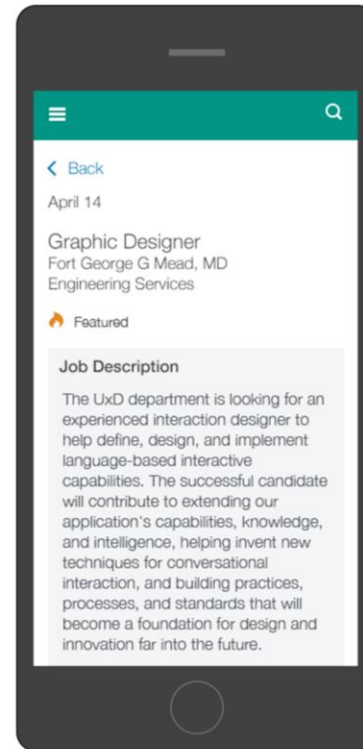 Back
April 14
Graphic Designer
Fort George G Mead, MD
Engineering Services
Featured
Job Description
The UxD department is looking for an
experienced interaction designer to
help define, design, and implement
language-based interactive
capabilities. The successful candidate
will contribute to extending our
application's capabilities, knowledge,
and intelligence, helping invent new
techniques for conversational
interaction, and building practices,
processes, and standards that will
become a foundation for design and
innovation far into the future.